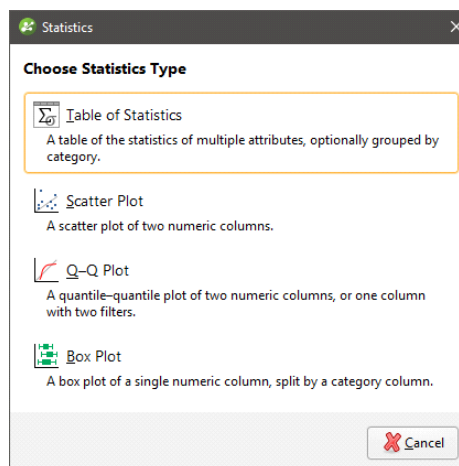 Statistics
Choose Statistics Type
Table of Statistics
A table of the statistics of multiple attributes, optionally grouped by
category.
Scatter Plot
A scatter plot of two numeric columns.
Q–Q Plot
A quantile–quantile plot of two numeric columns, or one column
with two filters.
Box Plot
A box plot of a single numeric column, split by a category column.
Cancel